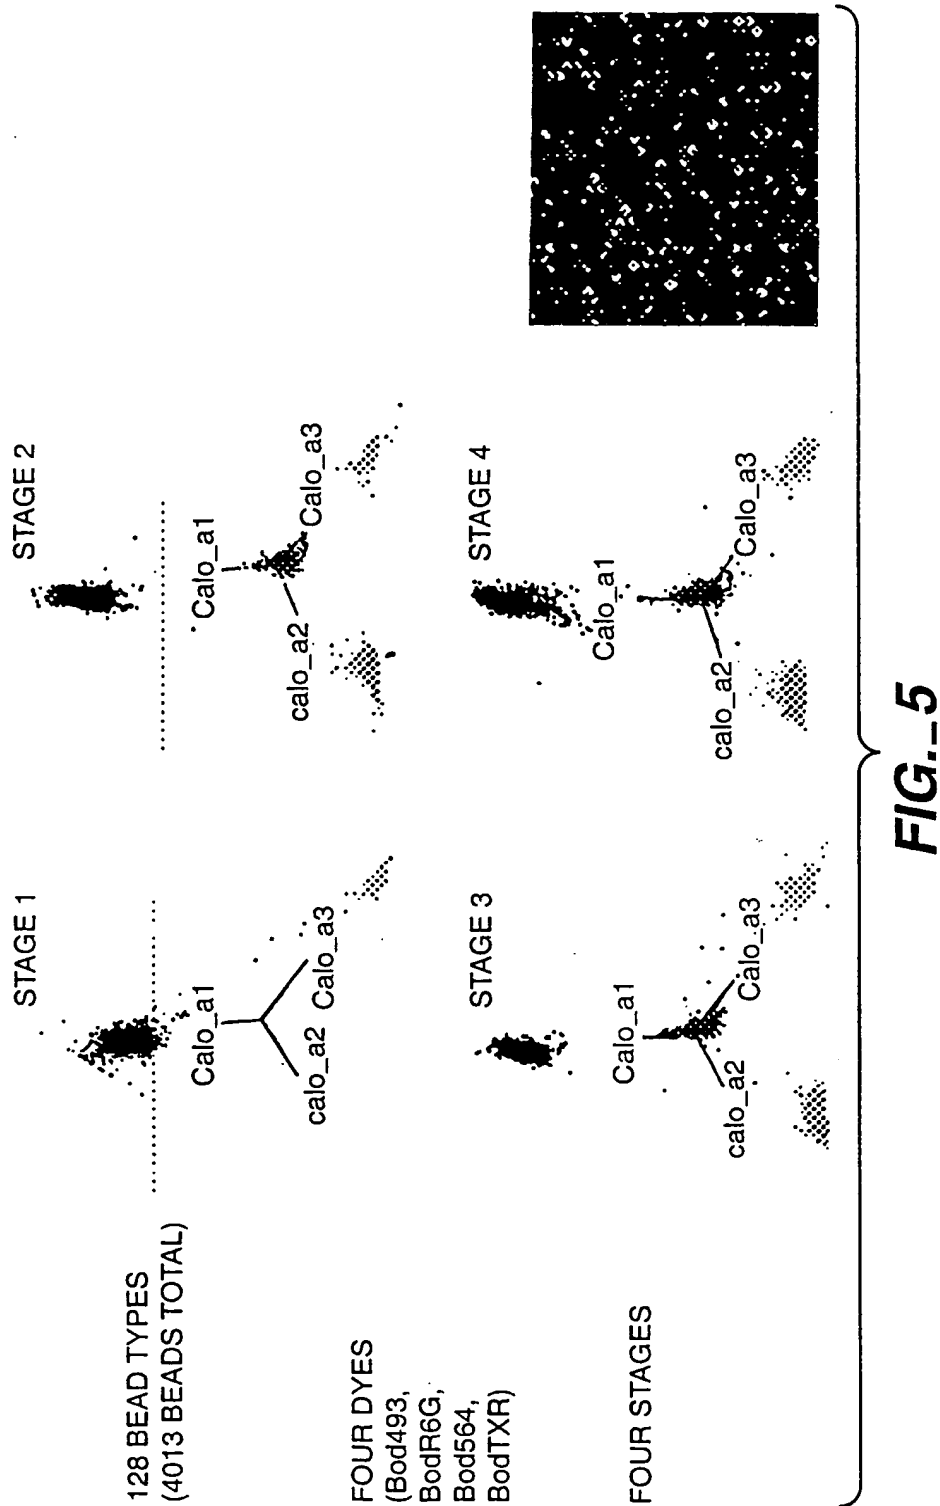 128 BEAD TYPES
(4013 BEADS TOTAL)
FOUR DYES
(Bod493,
BodR6G,
Bod564,
BodTXR)
FOUR STAGES
STAGE 1
Calo_a1
calo_a2
Calo_a3
STAGE 2
Calo_a1
calo_a2
Calo_a3
STAGE 3
Calo_a1
calo_a2
Calo_a3
STAGE 4
Calo_a1
calo_a2
Calo_a3
FIG._5